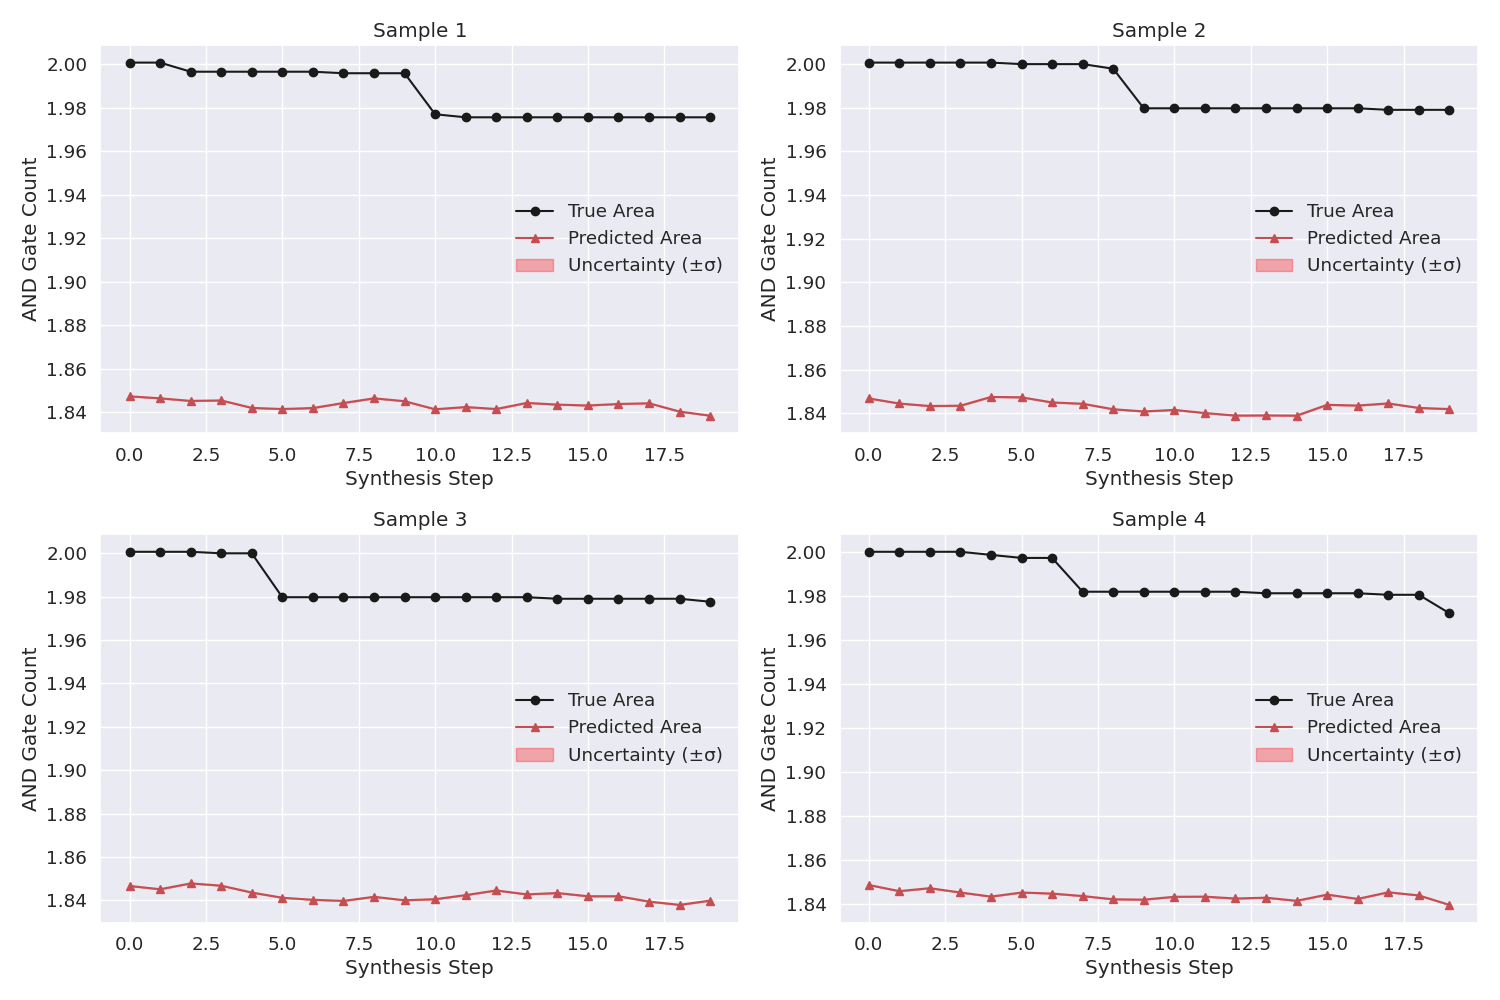 Sample 1
AND Gate Count
2.00
1.98
1.96
1.94
1.92
1.90
1.88
1.86
1.84
True Area
Predicted Area
Uncertainty (±σ)
0.0 2.5 5.0 7.5 10.0 12.5 15.0 17.5
Synthesis Step
Sample 2
AND Gate Count
2.00
1.98
1.96
1.94
1.92
1.90
1.88
1.86
1.84
True Area
Predicted Area
Uncertainty (±σ)
0.0 2.5 5.0 7.5 10.0 12.5 15.0 17.5
Synthesis Step
Sample 3
AND Gate Count
2.00
1.98
1.96
1.94
1.92
1.90
1.88
1.86
1.84
True Area
Predicted Area
Uncertainty (±σ)
0.0 2.5 5.0 7.5 10.0 12.5 15.0 17.5
Synthesis Step
Sample 4
AND Gate Count
2.00
1.98
1.96
1.94
1.92
1.90
1.88
1.86
1.84
True Area
Predicted Area
Uncertainty (±σ)
0.0 2.5 5.0 7.5 10.0 12.5 15.0 17.5
Synthesis Step